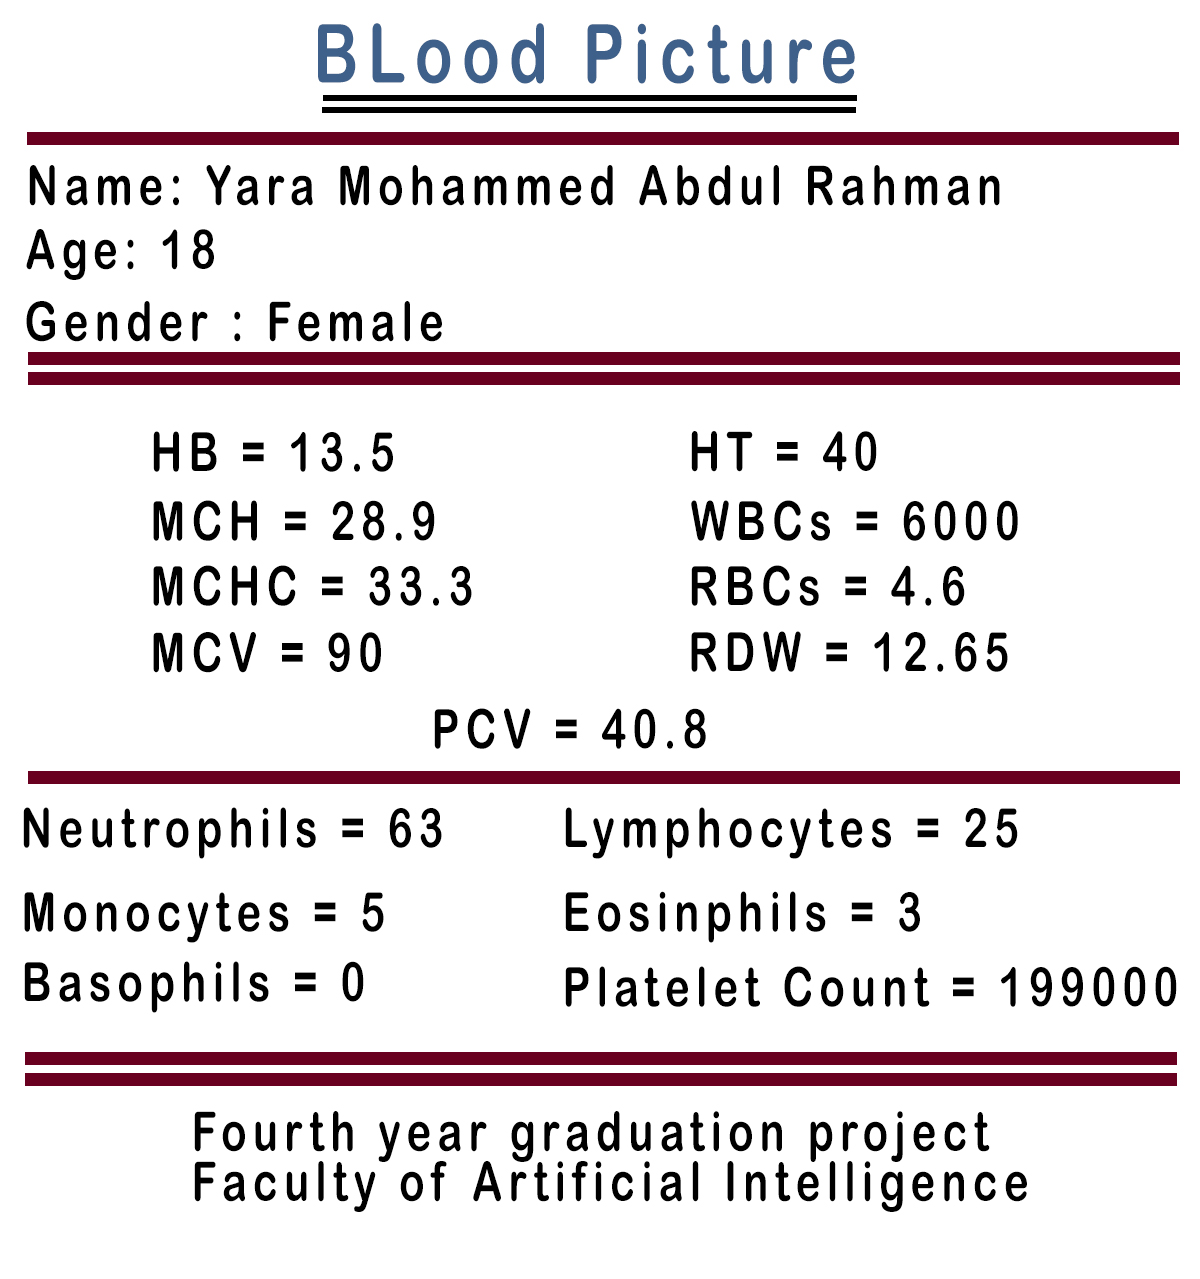 BLood Picture
Name: Yara Mohammed Abdul Rahman
Age: 18
Gender : Female
HB = 13.5 HT = 40
MCH = 28.9 WBCs = 6000
MCHC = 33.3 RBCs = 4.6
MCV = 90 RDW = 12.65
PCV = 40.8
Neutrophils = 63 Lymphocytes = 25
Monocytes = 5 Eosinphils = 3
Basophils = 0 Platelet Count = 199000
Fourth year graduation project
Faculty of Artificial Intelligence